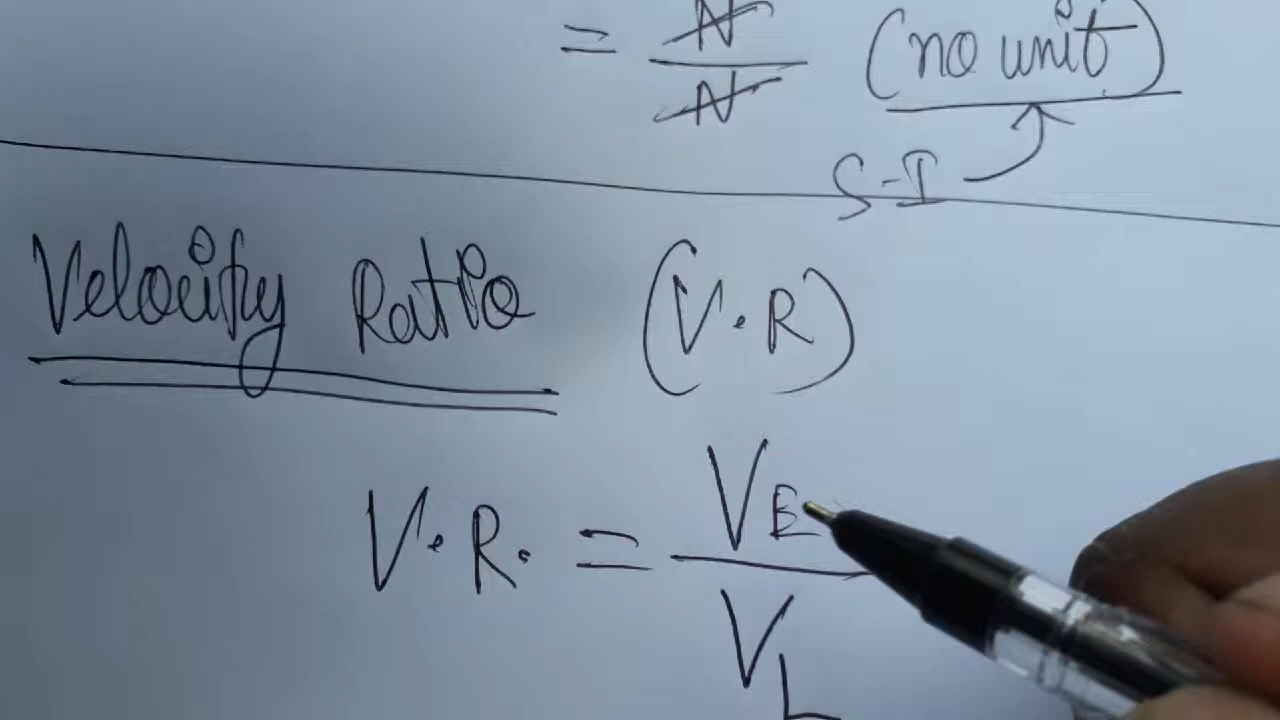 = N/N (no unit)
S-I
Velocity Ratio (V.R)
V.R. = VE/VL